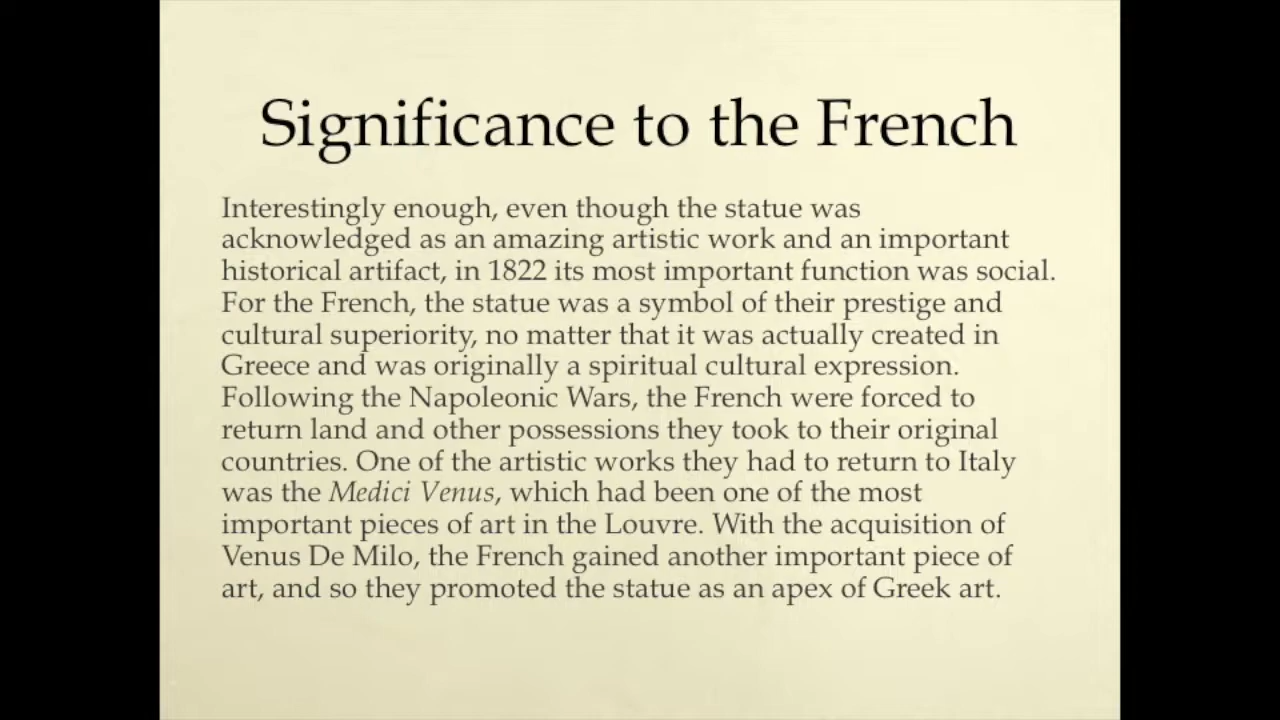 Significance to the French
Interestingly enough, even though the statue was
acknowledged as an amazing artistic work and an important
historical artifact, in 1822 its most important function was social.
For the French, the statue was a symbol of their prestige and
cultural superiority, no matter that it was actually created in
Greece and was originally a spiritual cultural expression.
Following the Napoleonic Wars, the French were forced to
return land and other possessions they took to their original
countries. One of the artistic works they had to return to Italy
was the Medici Venus, which had been one of the most
important pieces of art in the Louvre. With the acquisition of
Venus De Milo, the French gained another important piece of
art, and so they promoted the statue as an apex of Greek art.